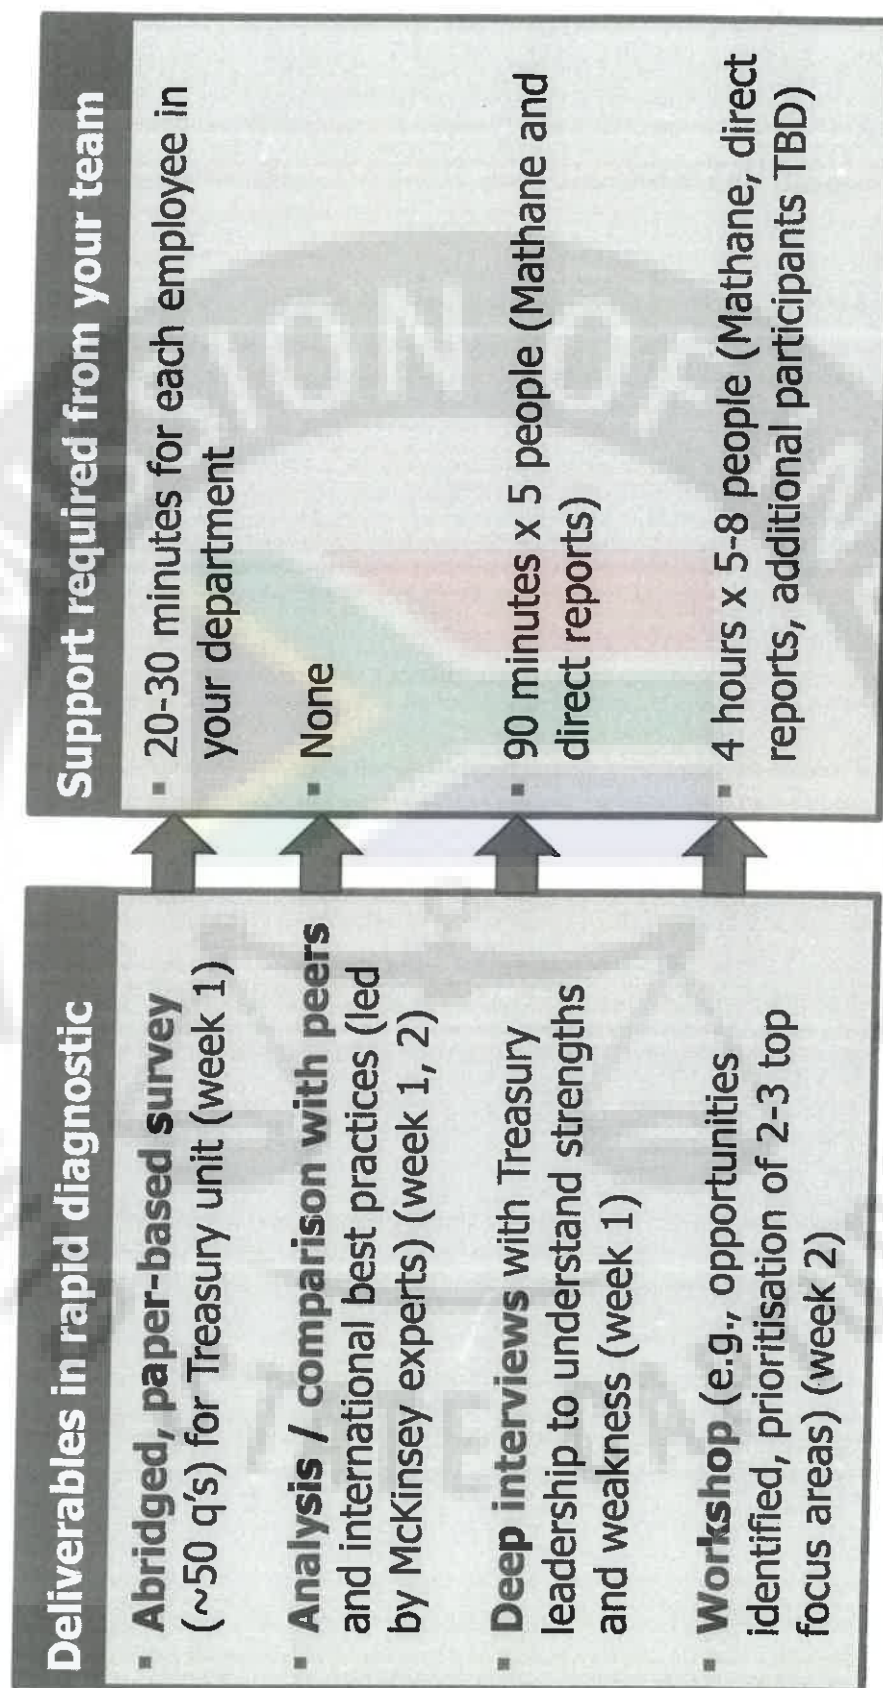 Deliverables in rapid diagnostic
▪ Abridged, paper-based survey
(~50 q's) for Treasury unit (week 1)
▪ Analysis / comparison with peers
and international best practices (led
by McKinsey experts) (week 1, 2)
▪ Deep interviews with Treasury
leadership to understand strengths
and weakness (week 1)
▪ Workshop (e.g., opportunities
identified, prioritisation of 2-3 top
focus areas) (week 2)
Support required from your team
▪ 20-30 minutes for each employee in
your department
▪ None
▪ 90 minutes x 5 people (Mathane and
direct reports)
▪ 4 hours x 5-8 people (Mathane, direct
reports, additional participants TBD)